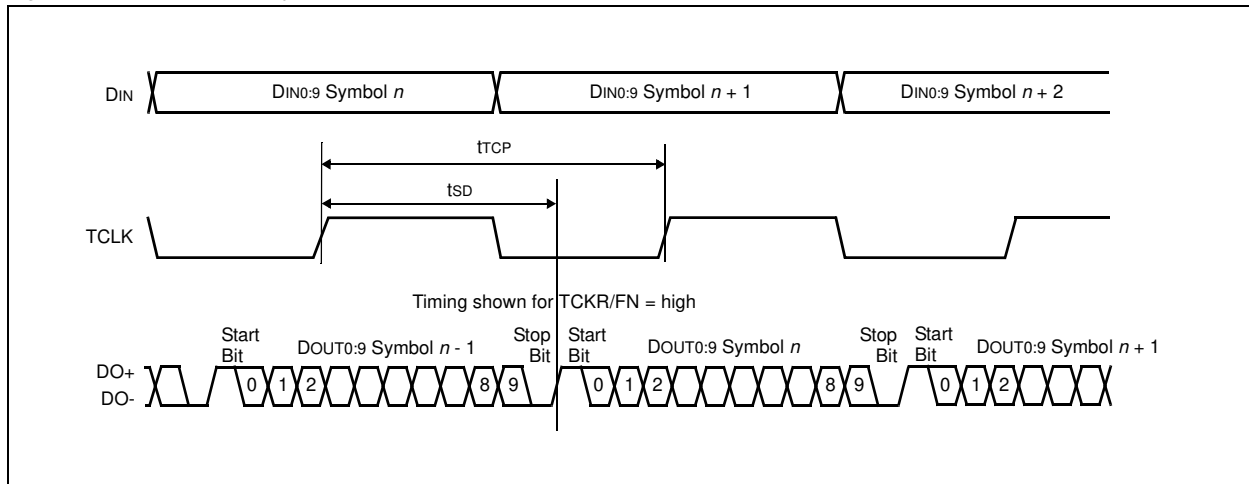 DIN
DIN0:9 Symbol n
DIN0:9 Symbol n + 1
DIN0:9 Symbol n + 2
tTCP
tSD
TCLK
Timing shown for TCKR/FN = high
Start Bit
DOUT0:9 Symbol n - 1
Stop Bit
Start Bit
DOUT0:9 Symbol n
Stop Bit
Start Bit
DOUT0:9 Symbol n + 1
DO+
DO-
0 1 2 8 9
0 1 2 8 9
0 1 2